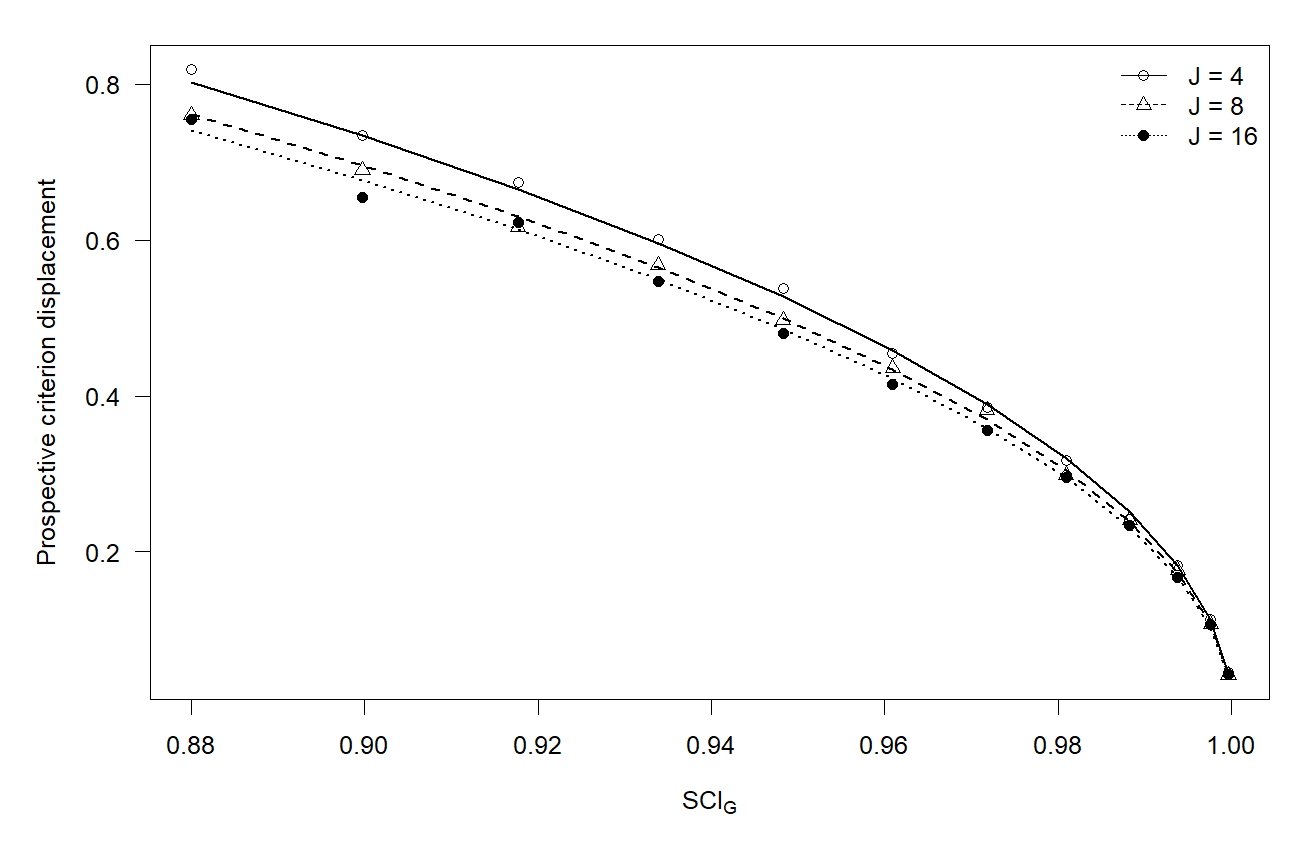 J = 4
J = 8
J = 16
0.8
0.6
0.4
0.2
Prospective criterion displacement
0.88 0.90 0.92 0.94 0.96 0.98 1.00
SCI_G